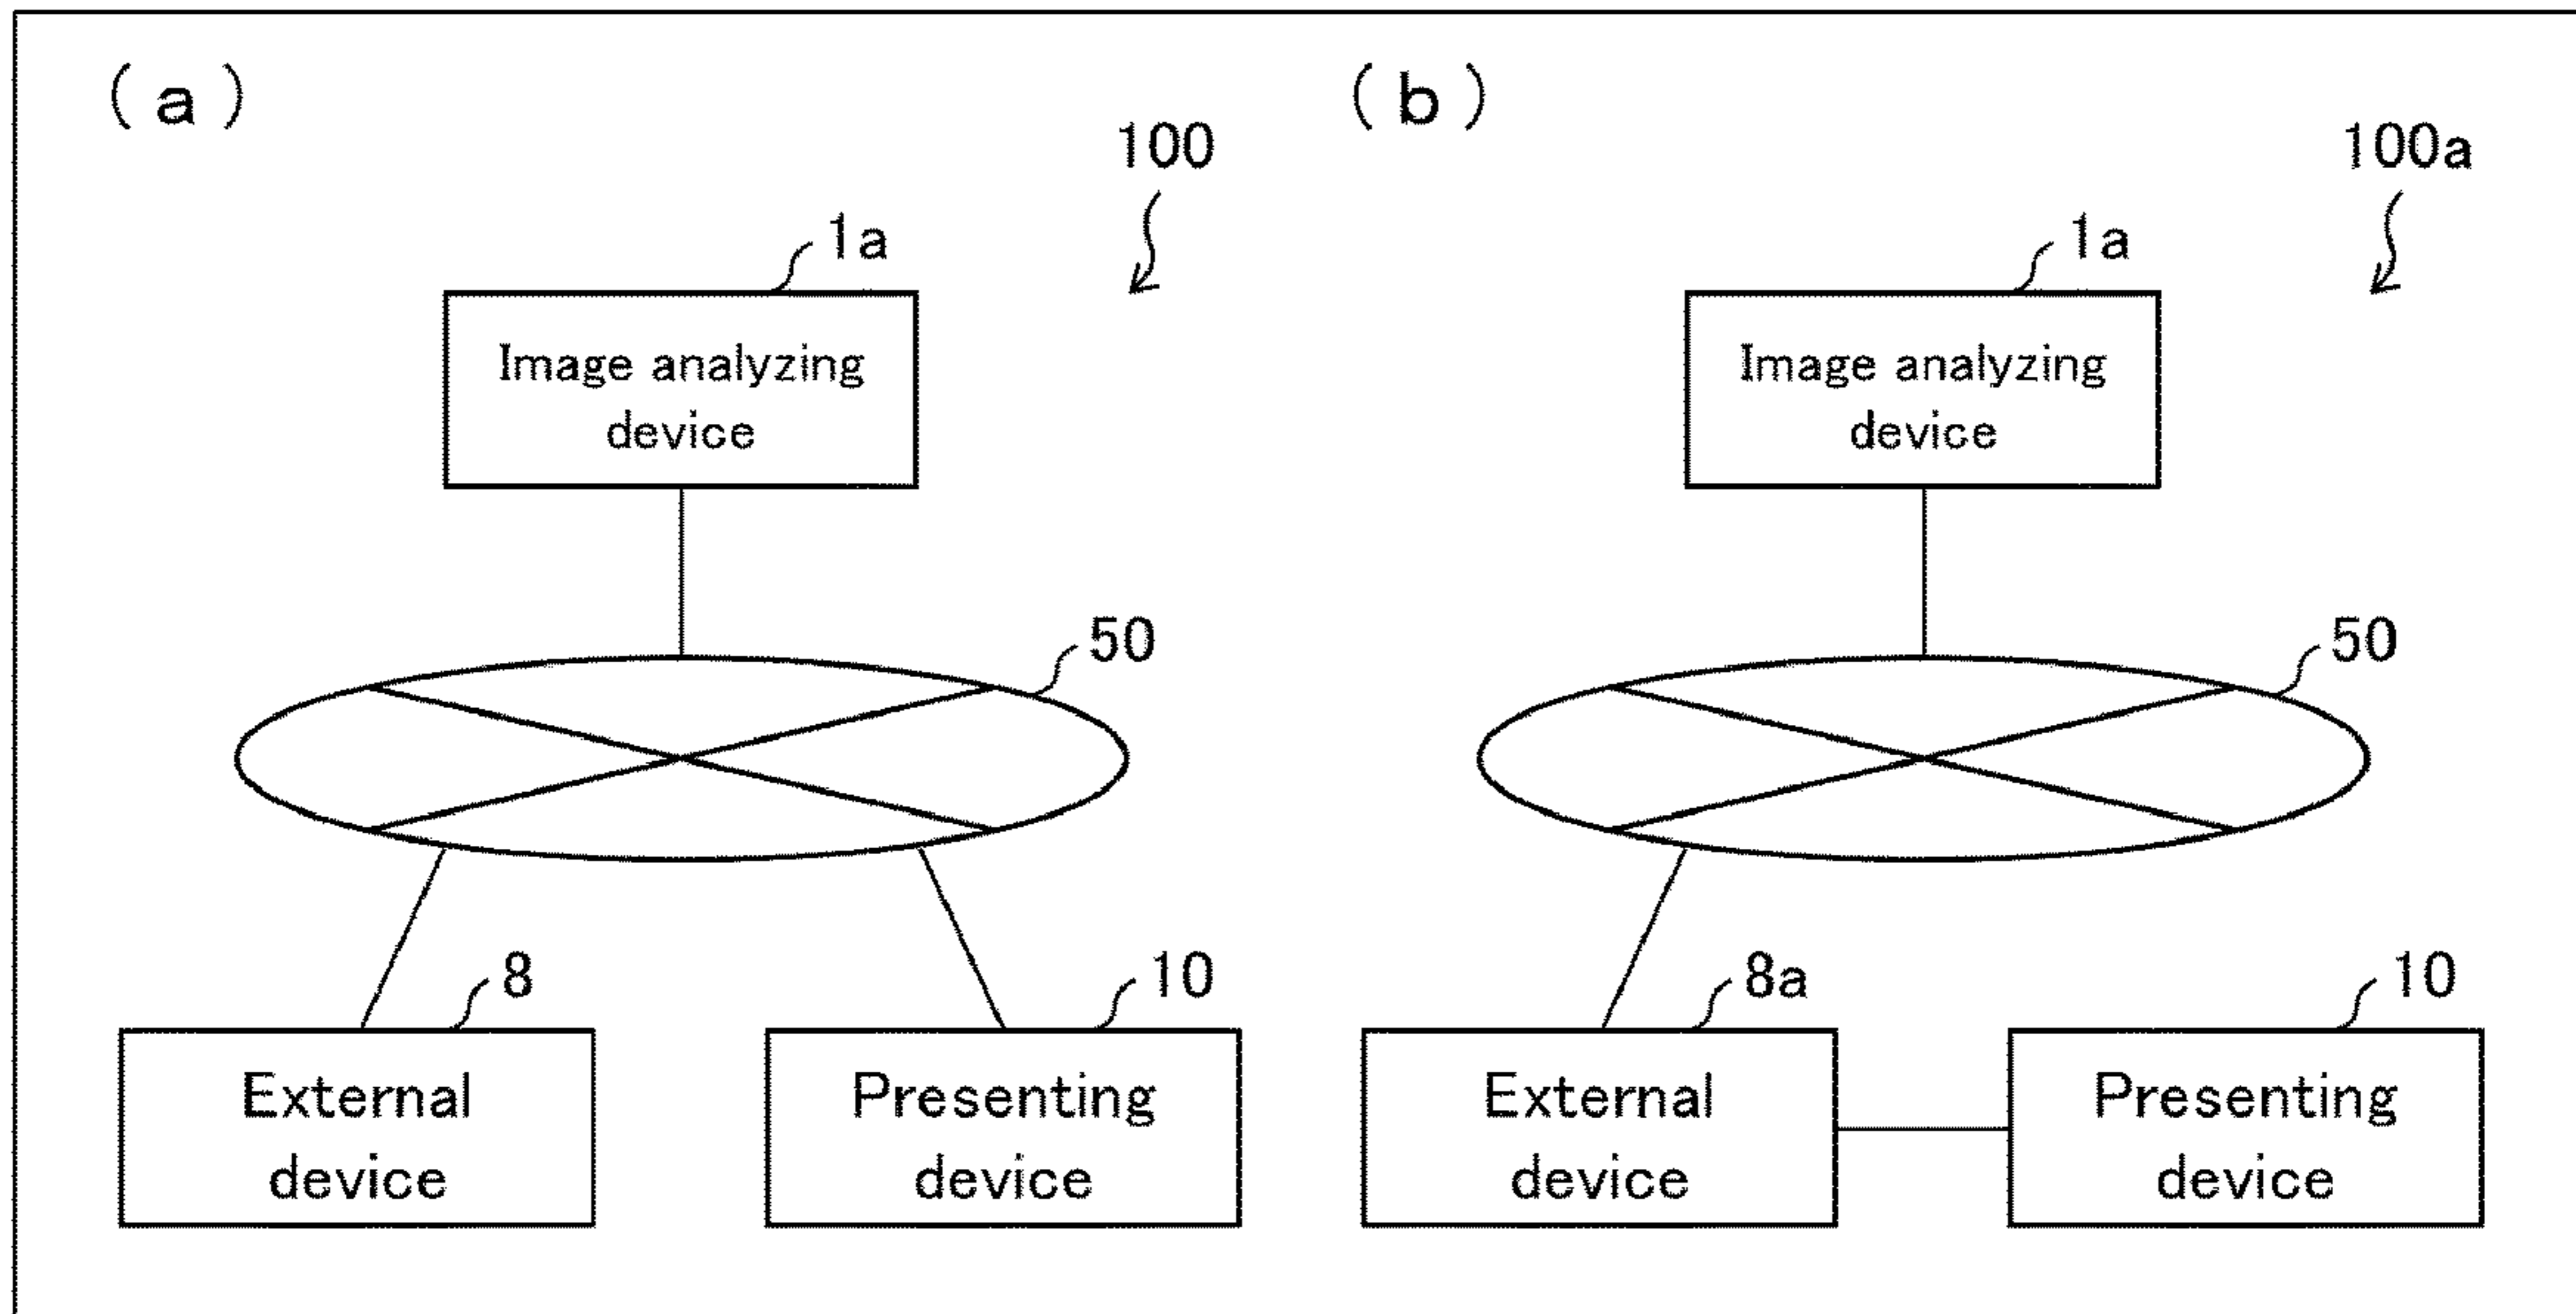 (a)
100
1a
Image analyzing
device
50
8
10
External
device
Presenting
device
(b)
100a
1a
Image analyzing
device
50
8a
10
External
device
Presenting
device